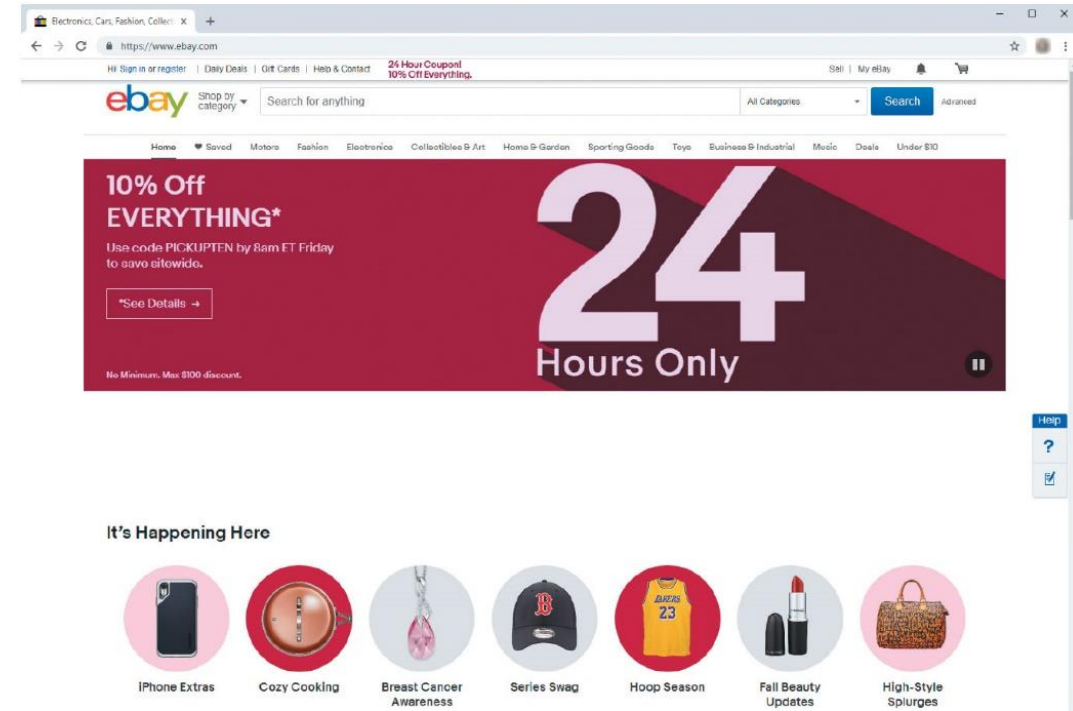 Electronics, Cars, Fashion, Collect
https://www.ebay.com
Hi! Sign in or register | Daily Deals | Gift Cards | Help & Contact
24 Hour Coupon!
10% Off Everything.
Sell | My eBay
ebay
Shop by
category
Search for anything
All Categories
Search
Advanced
Home Saved Motors Fashion Electronics Collectibles & Art Home & Garden Sporting Goods Toys Business & Industrial Music Deals Under $10
10% Off
EVERYTHING*
Use code PICKUPTEN by 8am ET Friday
to save sitewide.
*See Details →
No Minimum. Max $100 discount.
24
Hours Only
Help
?
It's Happening Here
B
LAKERS
23
iPhone Extras
Cozy Cooking
Breast Cancer
Awareness
Series Swag
Hoop Season
Fall Beauty
Updates
High-Style
Splurges